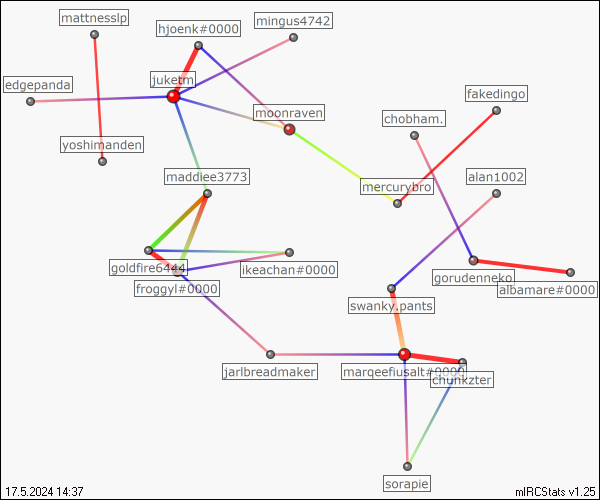 mattnesslp
hjoenk#0000
mingus4742
edgepanda
juketm
moonraven
fakedingo
chobham.
yoshimanden
maddiee3773
mercurybro
alan1002
goldfire6444
froggyl#0000
ikeachan#0000
gorudenneko
albamare#0000
swanky.pants
jarlbreadmaker
marqeefiusalt#0000
chunkzter
sorapie
17.5.2024 14:37
mIRCStats v1.25